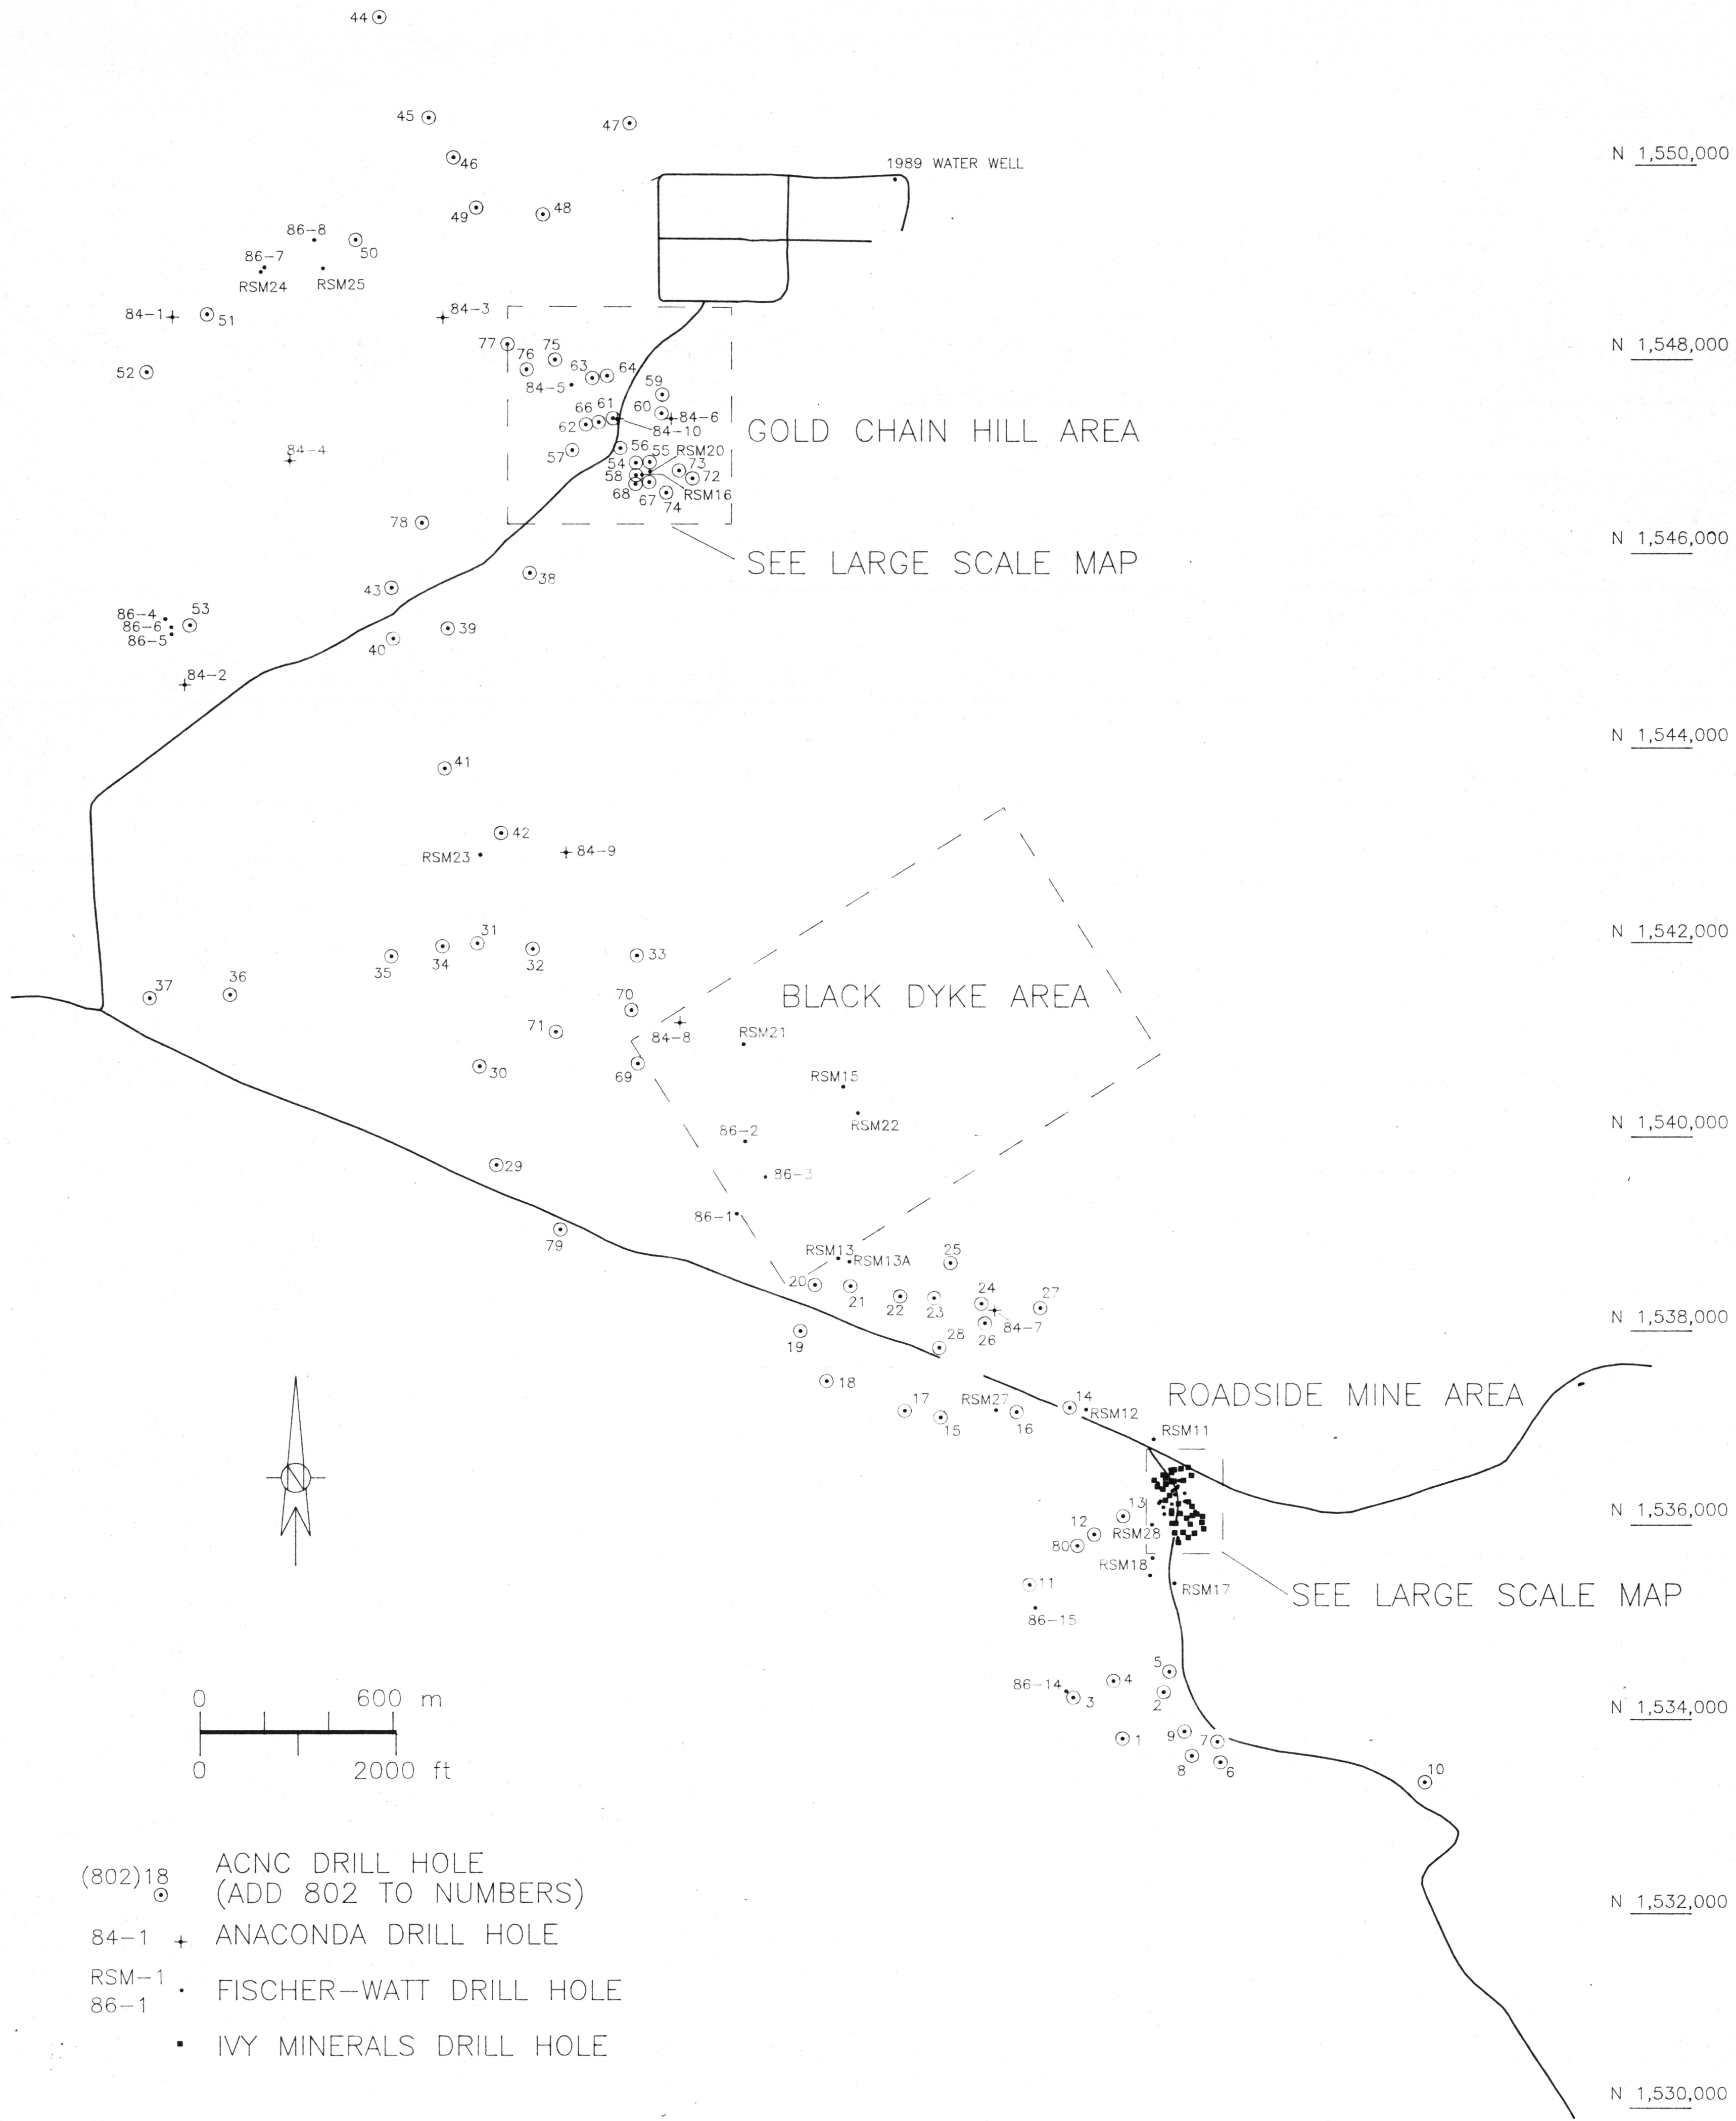 44
45
47
46
1989 WATER WELL
N 1,550,000
49
48
86-8
50
86-7
RSM24
RSM25
84-1
51
84-3
77
75
76
63
64
N 1,548,000
52
84-5
59
66
61
60
84-6
62
84-10
GOLD CHAIN HILL AREA
84-4
57
56
55
RSM20
54
73
58
72
68
67
RSM16
74
78
N 1,546,000
SEE LARGE SCALE MAP
38
43
86-4
53
86-6
86-5
39
40
84-2
N 1,544,000
41
42
RSM23
84-9
31
N 1,542,000
35
34
32
33
37
36
BLACK DYKE AREA
70
71
84-8
RSM21
30
69
RSM15
RSM22
N 1,540,000
86-2
29
86-3
86-1
79
RSM13
RSM13A
25
20
21
22
23
24
27
N 1,538,000
19
28
26
84-7
18
ROADSIDE MINE AREA
17
RSM27
14
RSM12
15
16
RSM11
N 1,536,000
13
12
RSM28
80
RSM18
11
RSM17
SEE LARGE SCALE MAP
86-15
5
4
86-14
3
2
N 1,534,000
0 600 m
1
9
7
8
6
10
0 2000 ft
(802)18 ACNC DRILL HOLE
(ADD 802 TO NUMBERS)
N 1,532,000
84-1 ANACONDA DRILL HOLE
RSM-1
86-1 FISCHER-WATT DRILL HOLE
IVY MINERALS DRILL HOLE
N 1,530,000